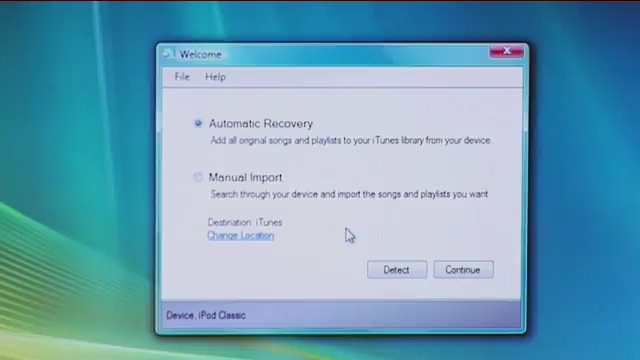 Welcome
X
File Help
Automatic Recovery
Add all original songs and playlists to your iTunes library from your device.
Manual Import
Search through your device and import the songs and playlists you want
Destination: iTunes
Change Location
Detect Continue
Device: iPod Classic